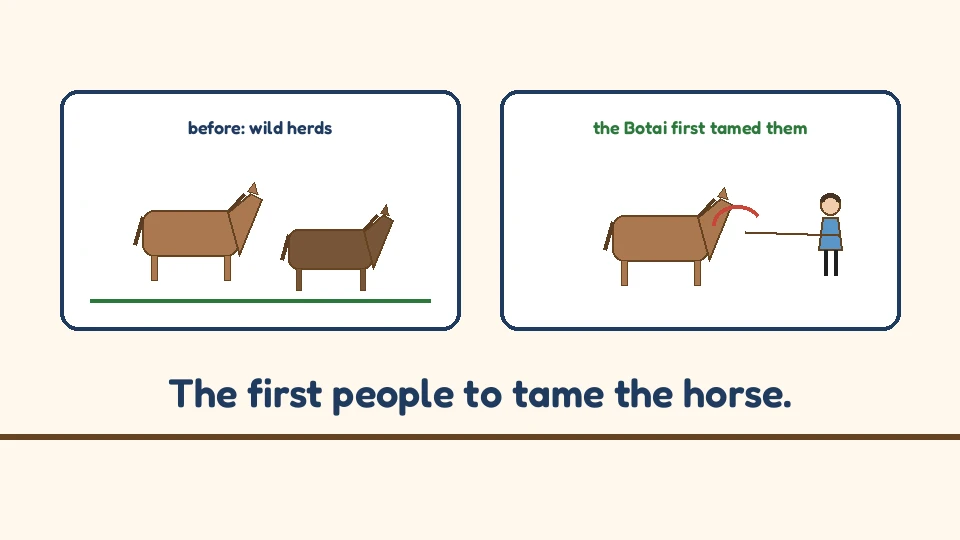 before: wild herds
the Botai first tamed them
The first people to tame the horse.